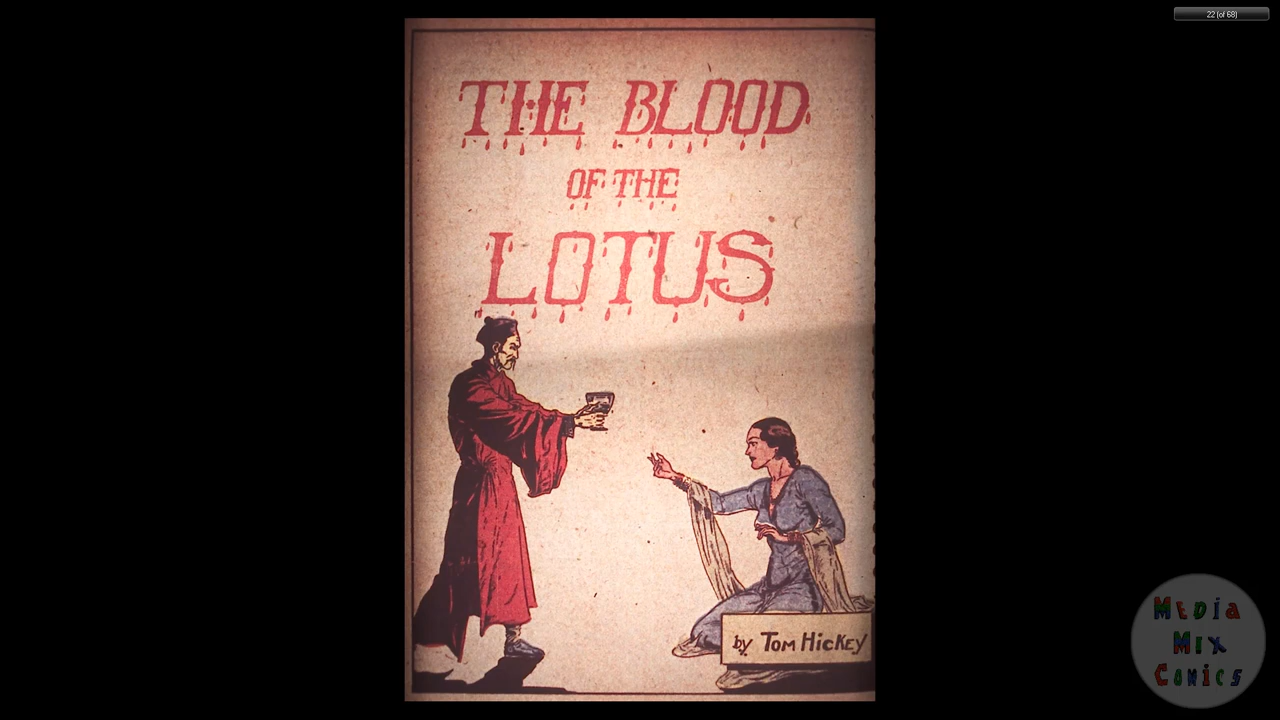 22 (of 68)
THE BLOOD
OF THE
LOTUS
by Tom Hickey
MEDiA
MiX
COMiCS